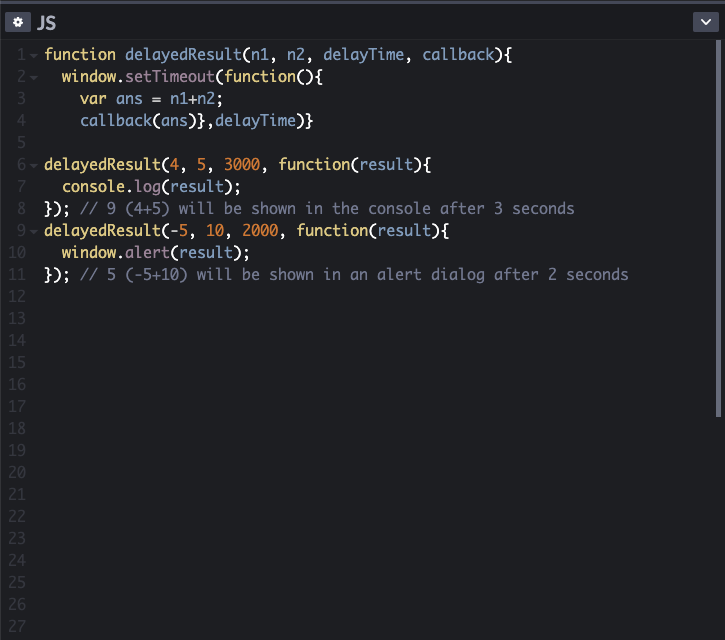 JS
1 function delayedResult(n1, n2, delayTime, callback){
2   window.setTimeout(function(){
3     var ans = n1+n2;
4     callback(ans)},delayTime)}
5
6 delayedResult(4, 5, 3000, function(result){
7   console.log(result);
8 }); // 9 (4+5) will be shown in the console after 3 seconds
9 delayedResult(-5, 10, 2000, function(result){
10   window.alert(result);
11 }); // 5 (-5+10) will be shown in an alert dialog after 2 seconds
12
13
14
15
16
17
18
19
20
21
22
23
24
25
26
27